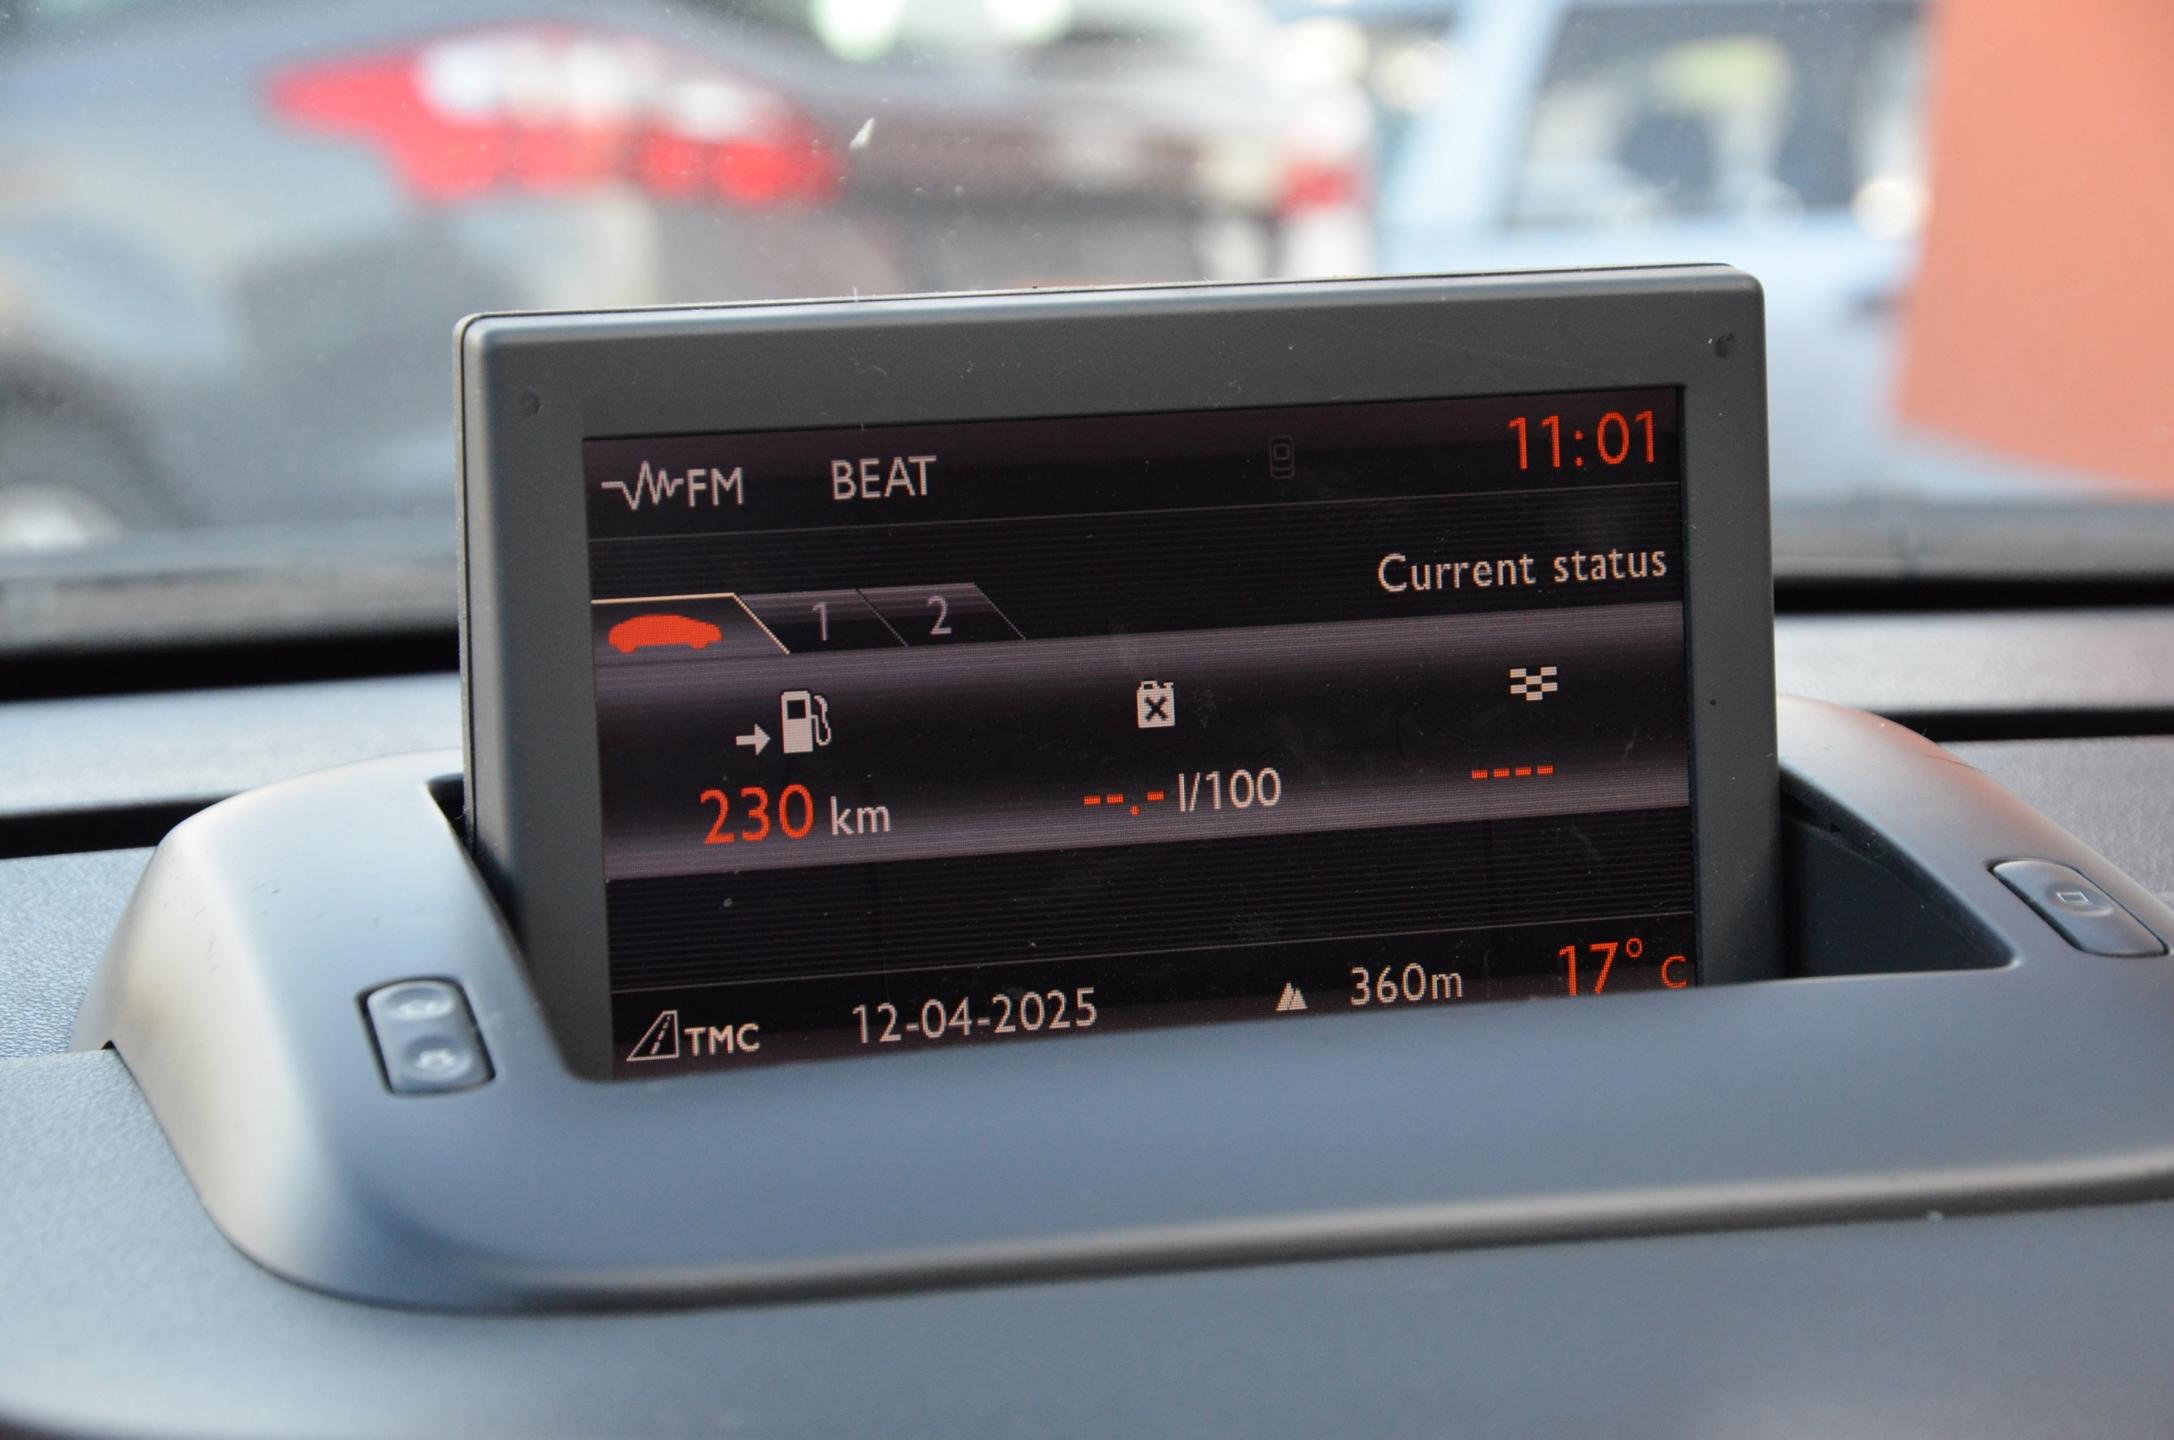 FM BEAT 11:01
Current status
1 2
230 km --.- l/100 ----
TMC 12-04-2025 360m 17° C